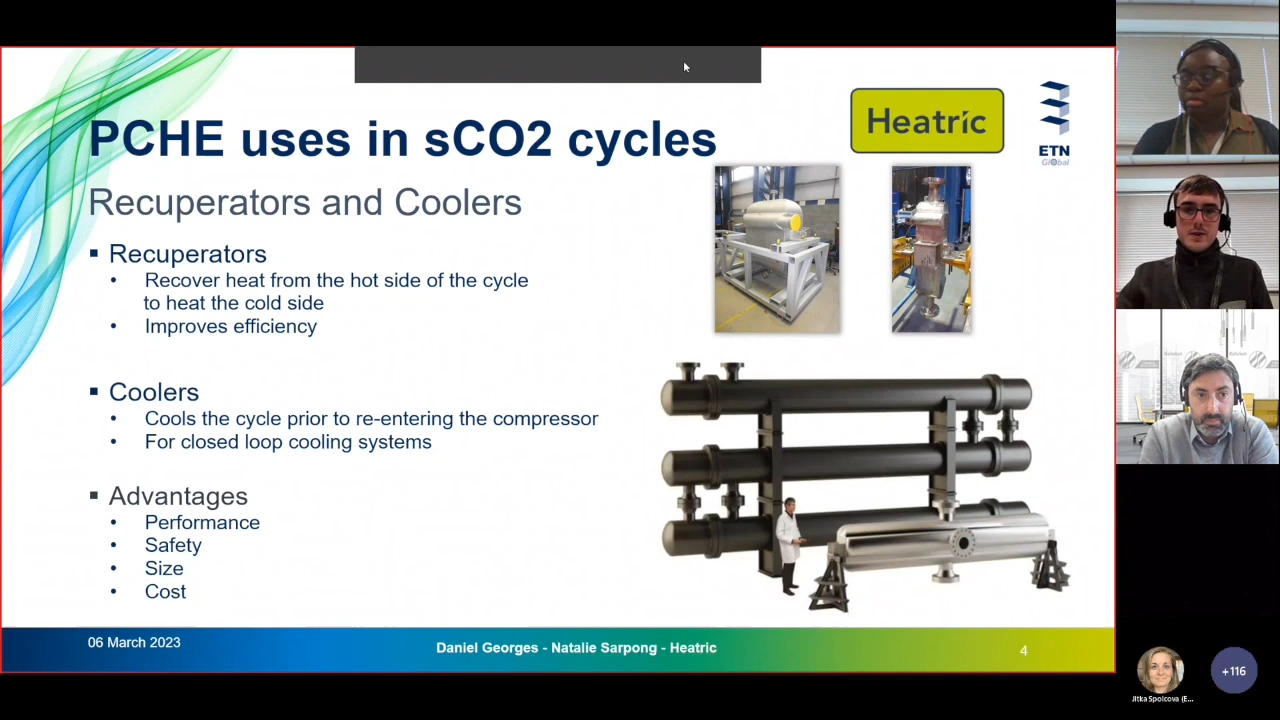 PCHE uses in sCO2 cycles
Heatric
ETN
Global
Recuperators and Coolers
▪ Recuperators
• Recover heat from the hot side of the cycle
to heat the cold side
• Improves efficiency
▪ Coolers
• Cools the cycle prior to re-entering the compressor
• For closed loop cooling systems
▪ Advantages
• Performance
• Safety
• Size
• Cost
06 March 2023
Daniel Georges - Natalie Sarpong - Heatric
4
+116
Jitka Spolcova (E...